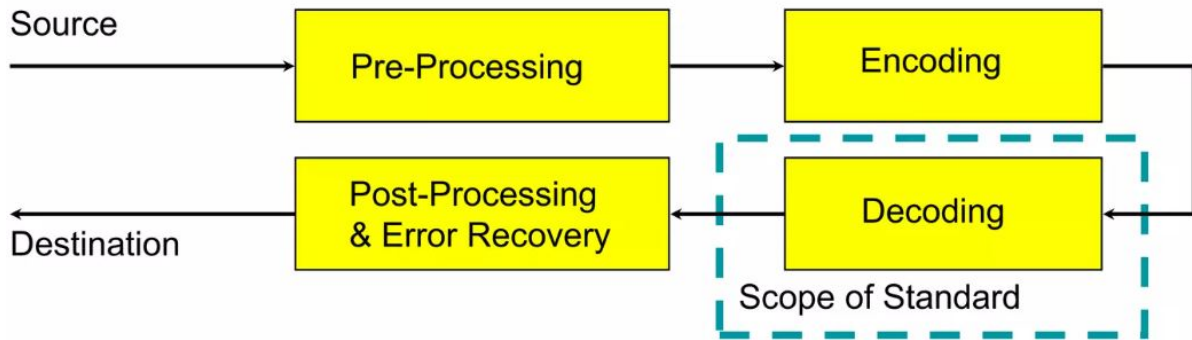 Source
Pre-Processing
Encoding
Post-Processing
& Error Recovery
Decoding
Destination
Scope of Standard